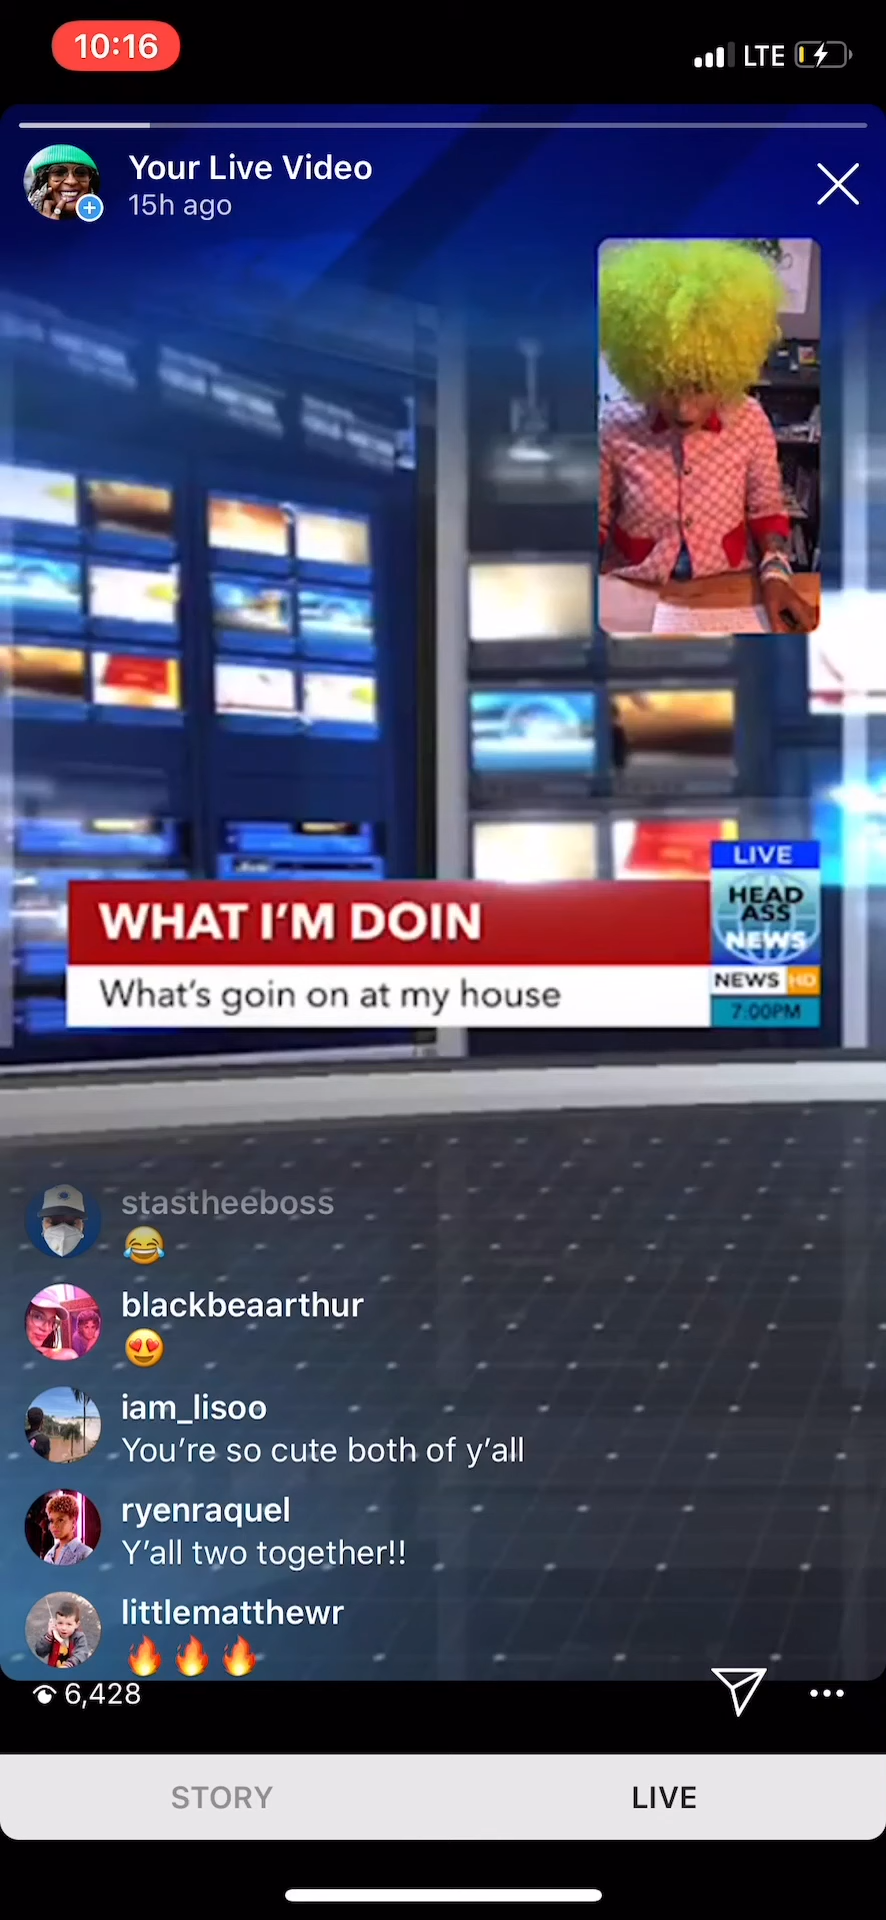 10:16
LTE
Your Live Video
15h ago
LIVE
WHAT I'M DOIN
HEAD
ASS
NEWS
What's goin on at my house
NEWS HD
7:00PM
stastheeboss
😂
blackbeaarthur
😍
iam_lisoo
You're so cute both of y'all
ryenraquel
Y'all two together!!
littlematthewr
🔥🔥🔥
6,428
STORY
LIVE